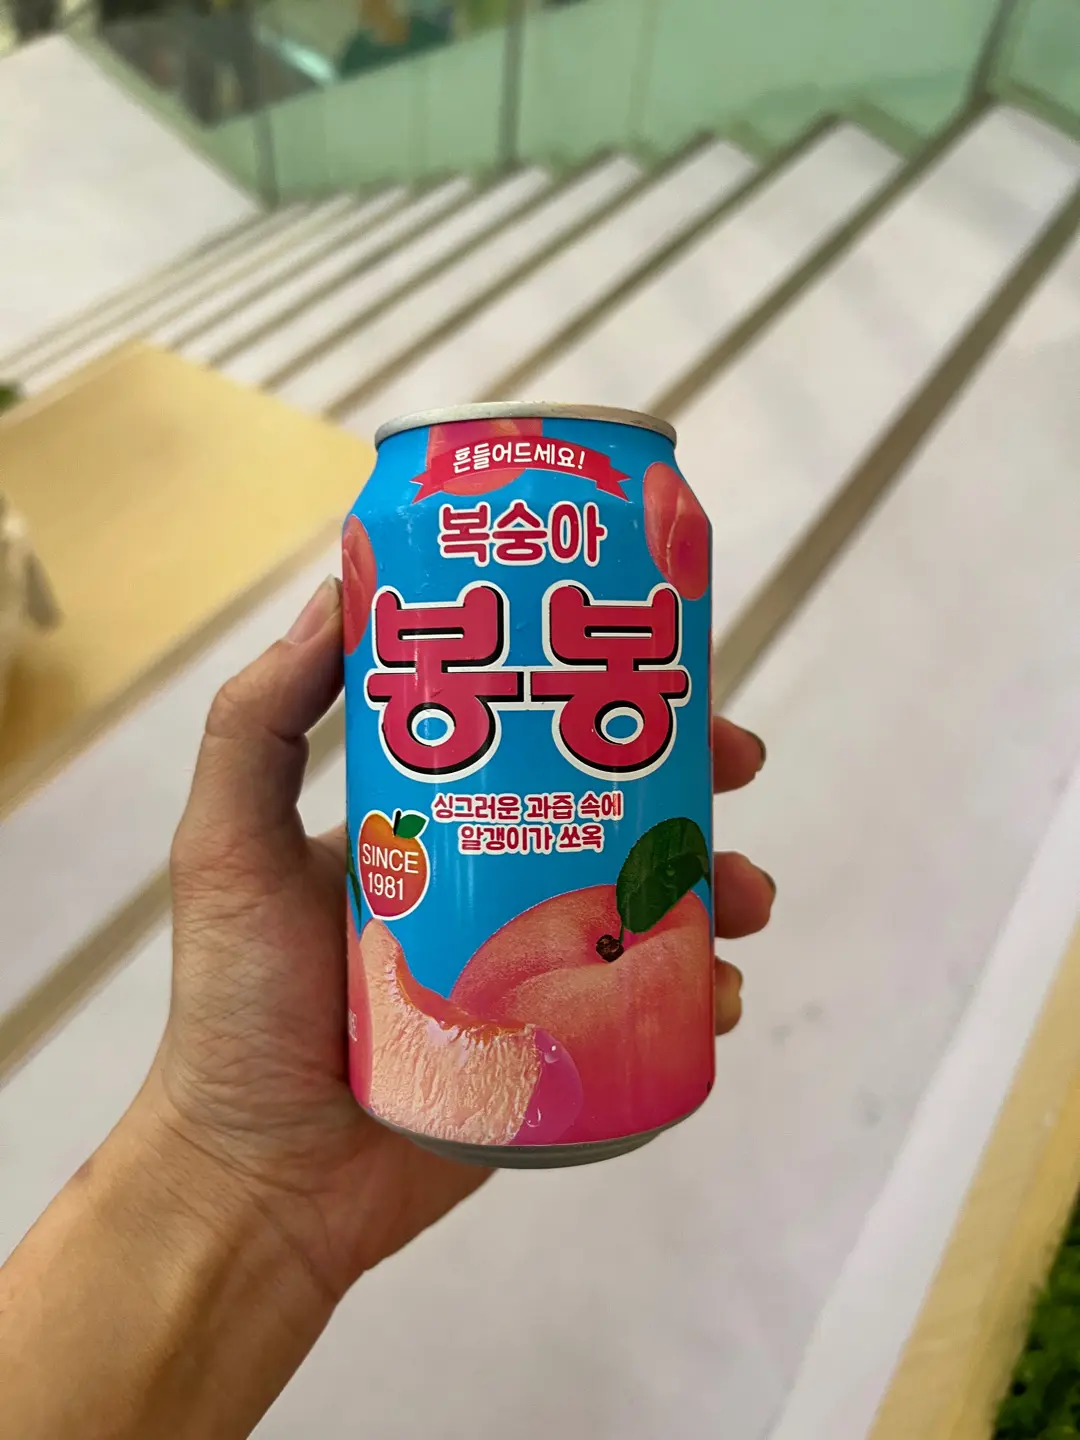 흔들어드세요!
복숭아
봉봉
싱그러운 과즙 속에
알갱이가 쏘옥
SINCE
1981